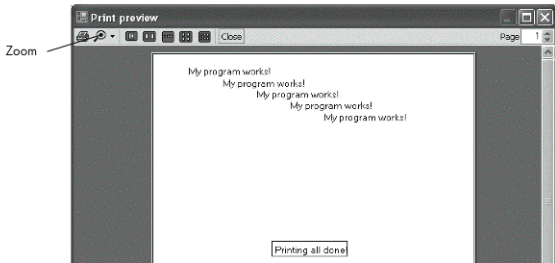 Print preview
Close
Page 1
Zoom
My program works!
My program works!
My program works!
My program works!
My program works!
Printing all done!